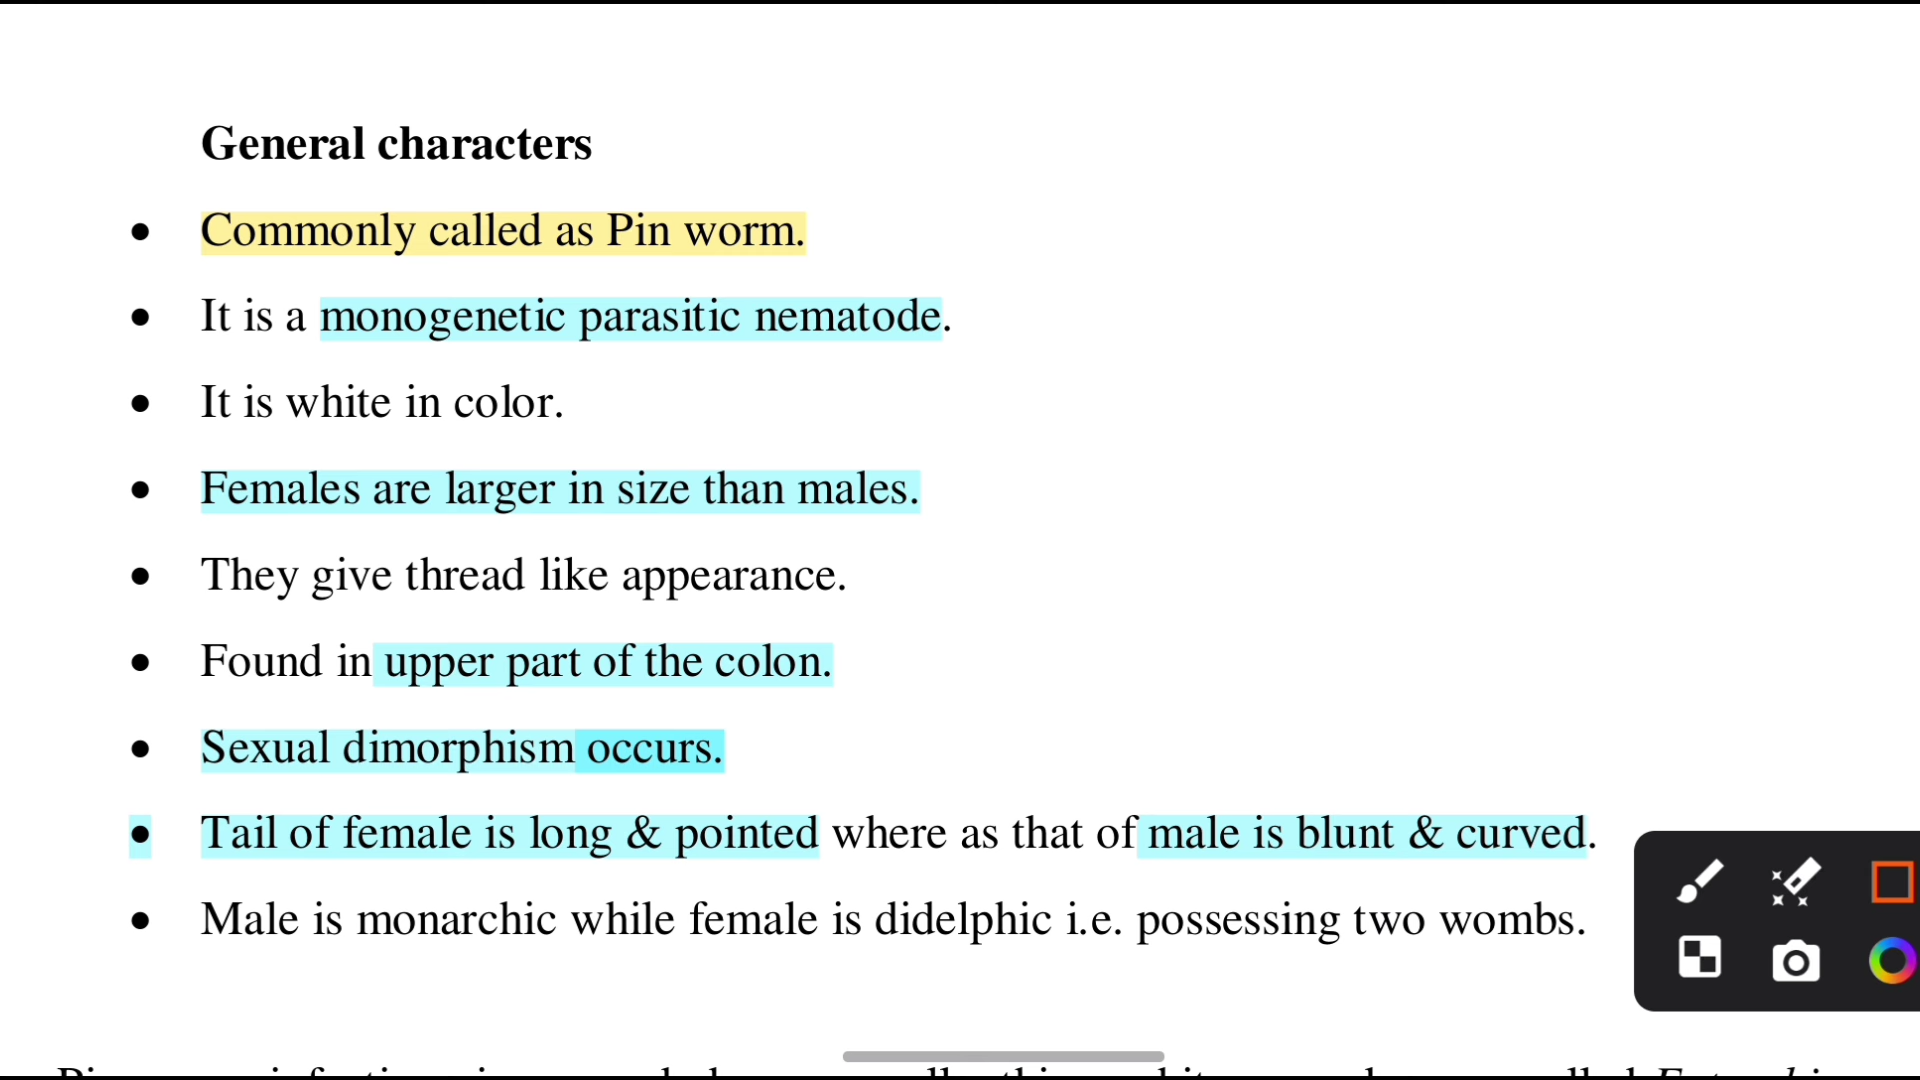 General characters
• Commonly called as Pin worm.
• It is a monogenetic parasitic nematode.
• It is white in color.
• Females are larger in size than males.
• They give thread like appearance.
• Found in upper part of the colon.
• Sexual dimorphism occurs.
• Tail of female is long & pointed where as that of male is blunt & curved.
• Male is monarchic while female is didelphic i.e. possessing two wombs.